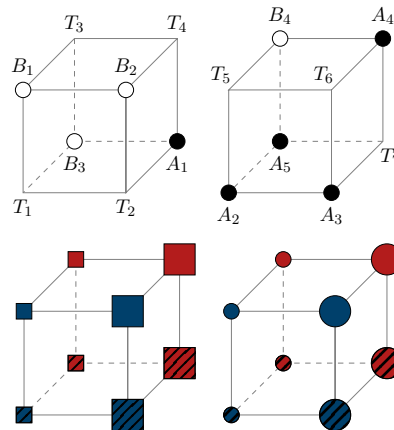 T₃ T₄ B₄ A₄
B₁ B₂ T₅ T₆
B₃ A₁ A₅
T₁ T₂ A₂ A₃